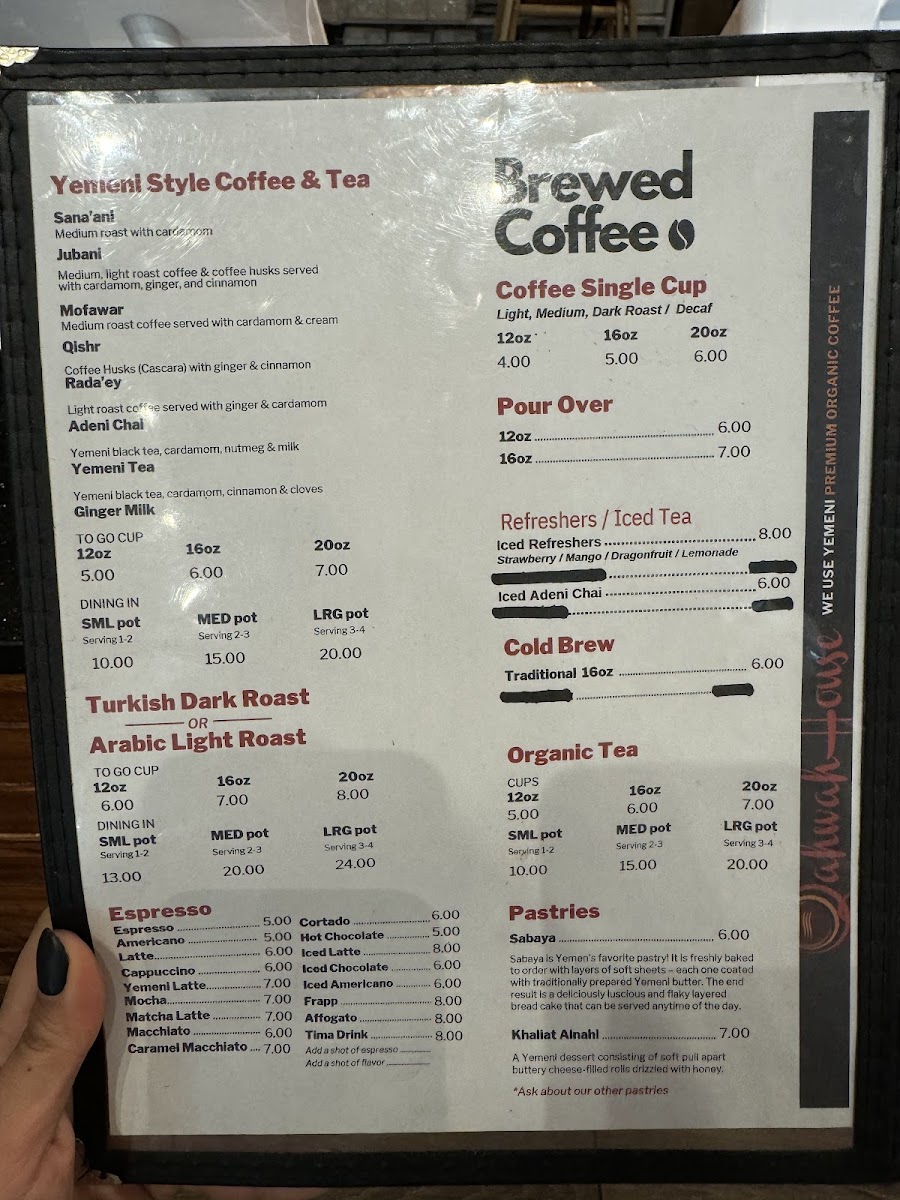 Yemeni Style Coffee & Tea
Sana'ani
Medium roast with cardamom
Jubani
Medium, light roast coffee & coffee husks served
with cardamom, ginger, and cinnamon
Mofawar
Medium roast coffee served with cardamom & cream
Qishr
Coffee Husks (Cascara) with ginger & cinnamon
Rada'ey
Light roast coffee served with ginger & cardamom
Adeni Chai
Yemeni black tea, cardamom, nutmeg & milk
Yemeni Tea
Yemeni black tea, cardamom, cinnamon & cloves
Ginger Milk
TO GO CUP
12oz 16oz 20oz
5.00 6.00 7.00
DINING IN
SML pot MED pot LRG pot
Serving 1-2 Serving 2-3 Serving 3-4
10.00 15.00 20.00
Turkish Dark Roast
OR
Arabic Light Roast
TO GO CUP
12oz 16oz 20oz
6.00 7.00 8.00
DINING IN
SML pot MED pot LRG pot
Serving 1-2 Serving 2-3 Serving 3-4
13.00 20.00 24.00
Espresso
Espresso 5.00
Americano 5.00
Latte 6.00
Cappuccino 6.00
Yemeni Latte 7.00
Mocha 7.00
Matcha Latte 7.00
Macchiato 6.00
Caramel Macchiato 7.00
Cortado 6.00
Hot Chocolate 5.00
Iced Latte 8.00
Iced Chocolate 6.00
Iced Americano 6.00
Frapp 8.00
Affogato 8.00
Tima Drink 8.00
Add a shot of espresso
Add a shot of flavor
Brewed
Coffee
Coffee Single Cup
Light, Medium, Dark Roast / Decaf
12oz 16oz 20oz
4.00 5.00 6.00
Pour Over
12oz 6.00
16oz 7.00
Refreshers / Iced Tea
Iced Refreshers 8.00
Strawberry / Mango / Dragonfruit / Lemonade
Iced Adeni Chai 6.00
Cold Brew
Traditional 16oz 6.00
Organic Tea
CUPS
12oz 16oz 20oz
5.00 6.00 7.00
SML pot MED pot LRG pot
Serving 1-2 Serving 2-3 Serving 3-4
10.00 15.00 20.00
Pastries
Sabaya 6.00
Sabaya is Yemen's favorite pastry! It is freshly baked
to order with layers of soft sheets – each one coated
with traditionally prepared Yemeni butter. The end
result is a deliciously luscious and flaky layered
bread cake that can be served anytime of the day.
Khaliat Alnahl 7.00
A Yemeni dessert consisting of soft pull apart
buttery cheese-filled rolls drizzled with honey.
*Ask about our other pastries
Qahwah House
WE USE YEMENI PREMIUM ORGANIC COFFEE